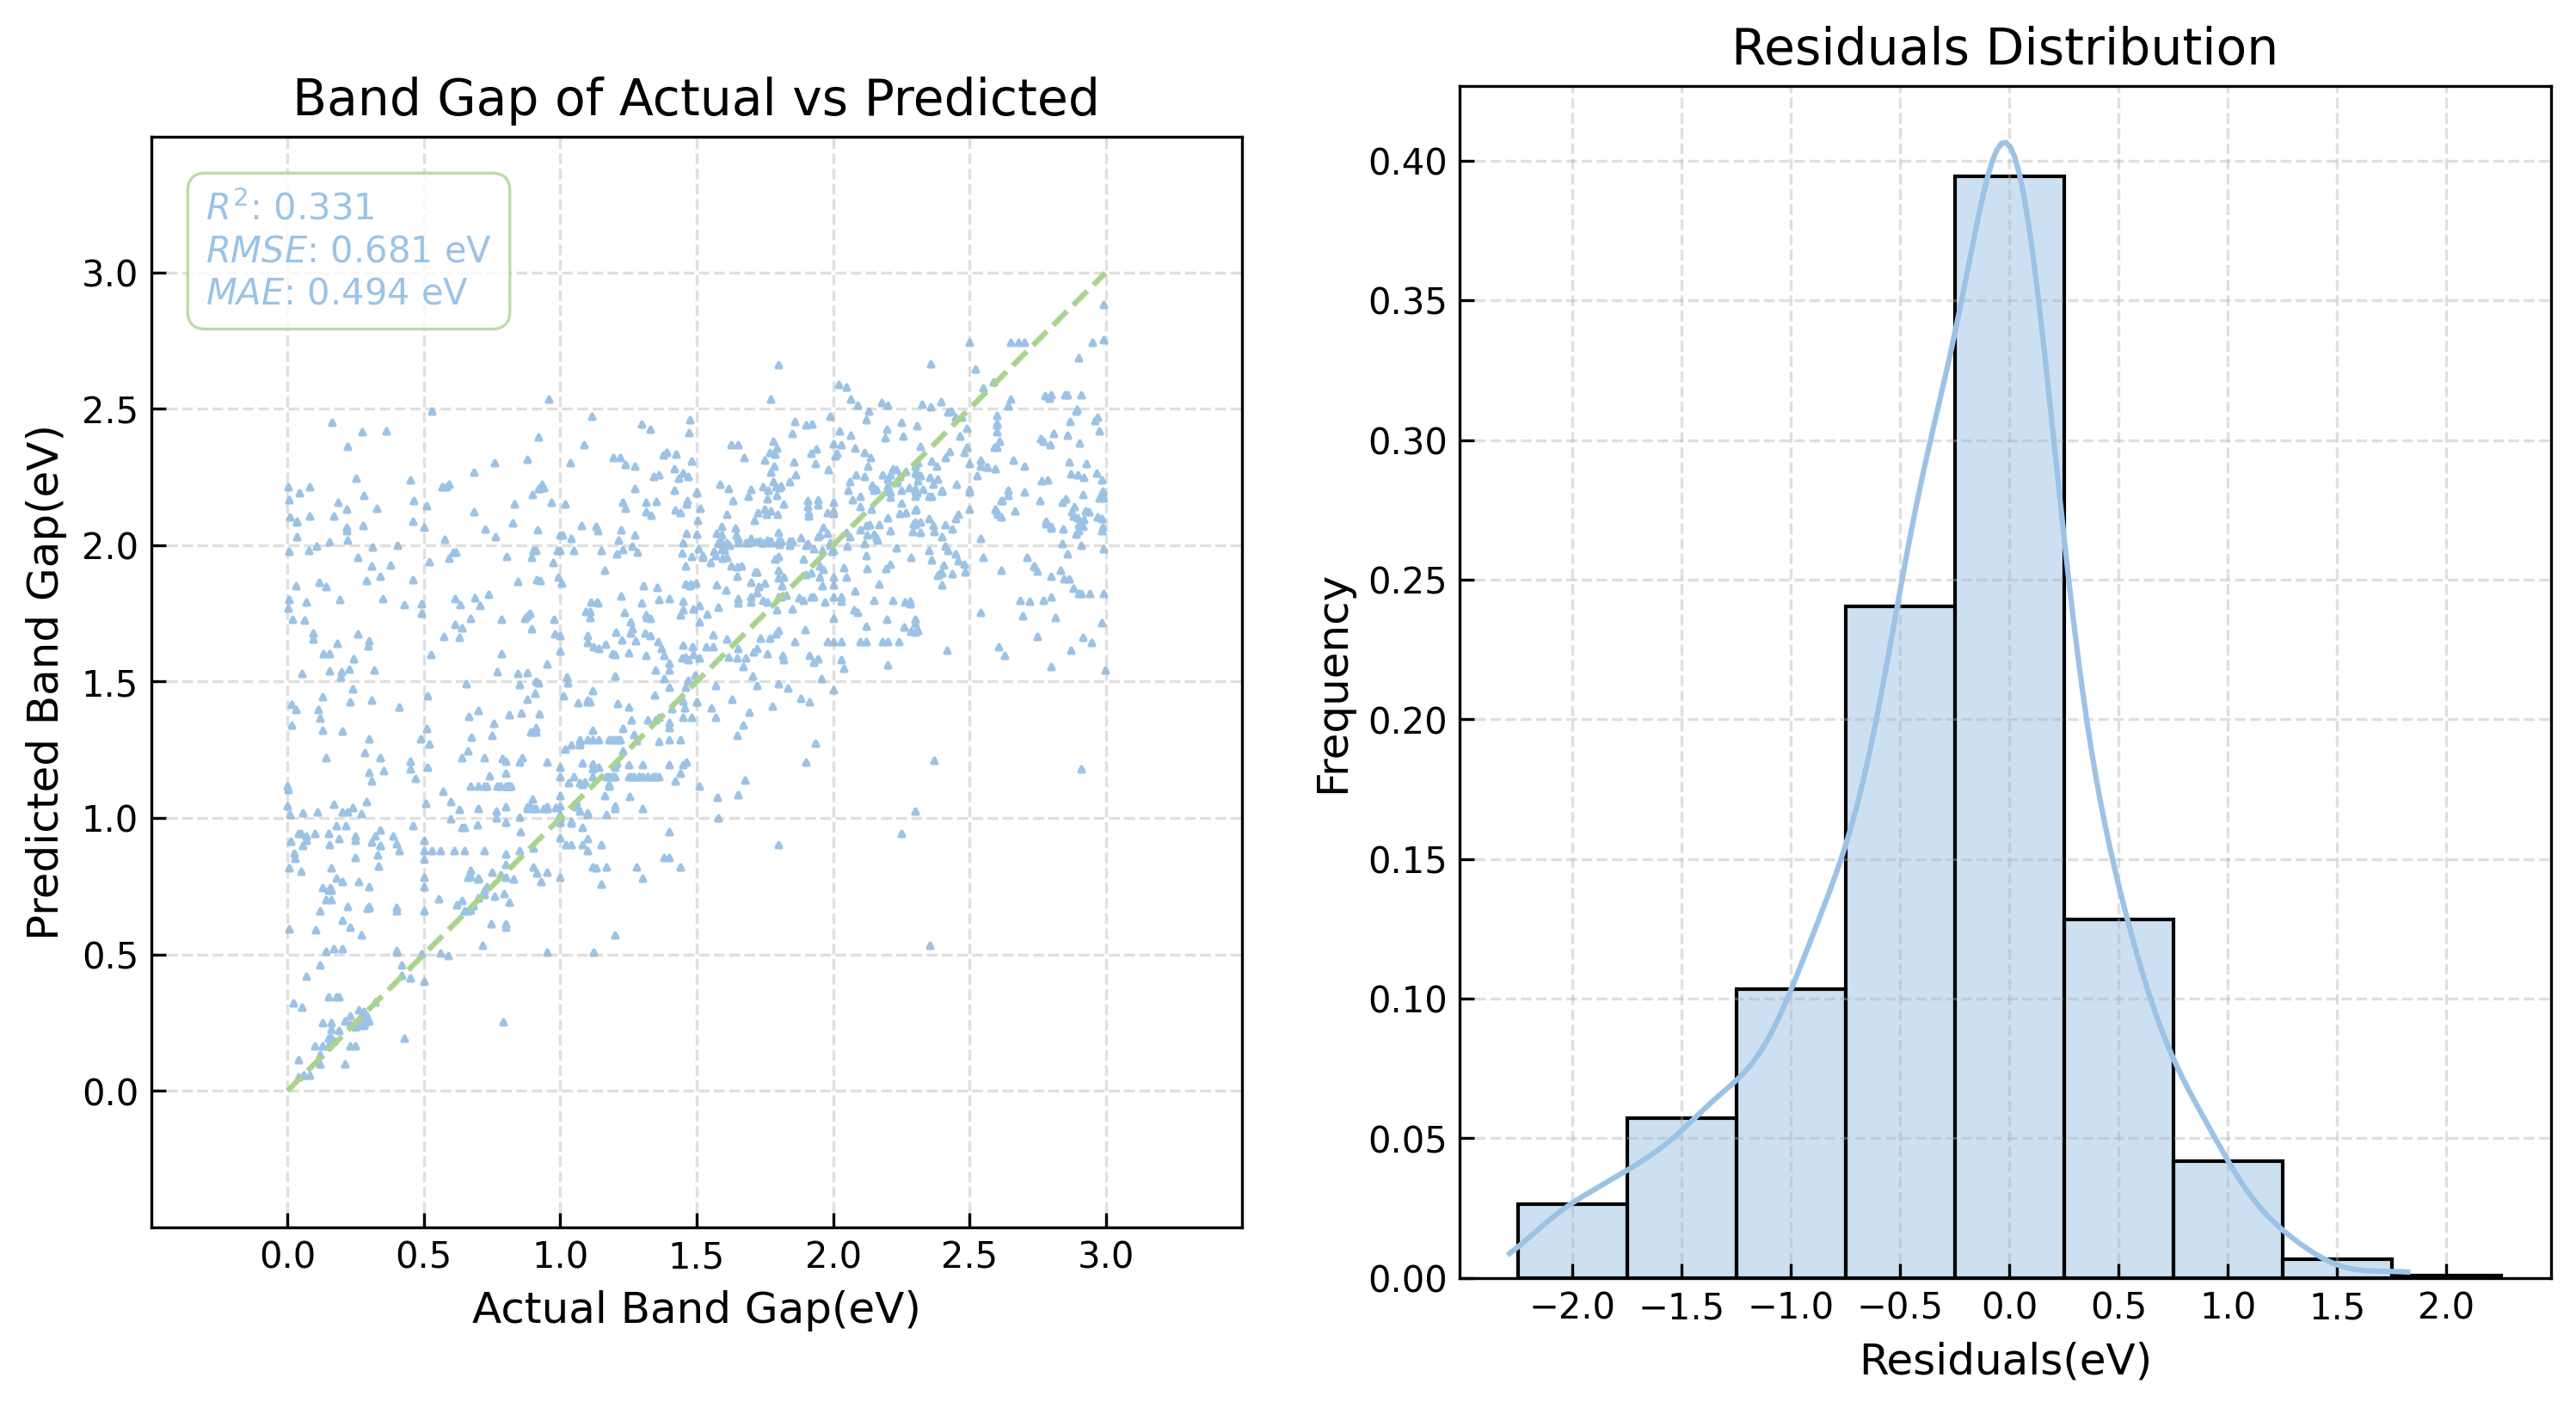 Band Gap of Actual vs Predicted
R²: 0.331
RMSE: 0.681 eV
MAE: 0.494 eV
3.0
2.5
2.0
1.5
1.0
0.5
0.0
Predicted Band Gap(eV)
0.0 0.5 1.0 1.5 2.0 2.5 3.0
Actual Band Gap(eV)
Residuals Distribution
0.40
0.35
0.30
0.25
0.20
0.15
0.10
0.05
0.00
Frequency
−2.0 −1.5 −1.0 −0.5 0.0 0.5 1.0 1.5 2.0
Residuals(eV)